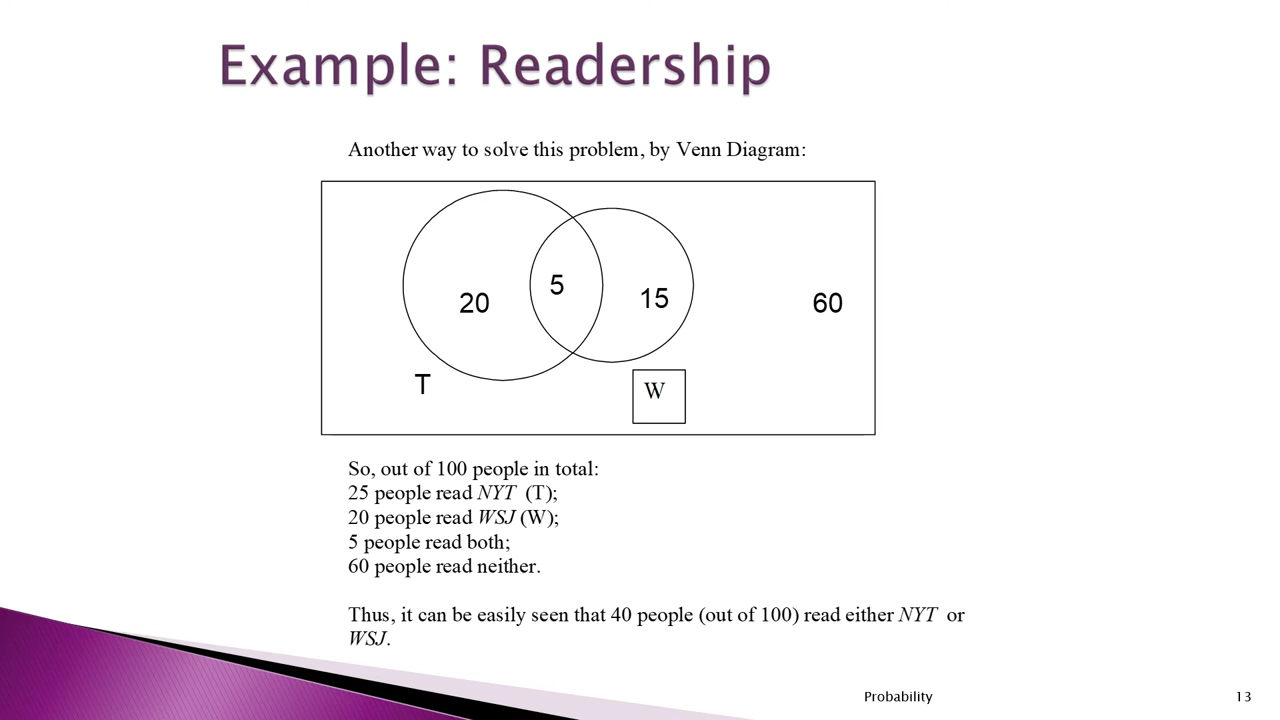 Example: Readership
Another way to solve this problem, by Venn Diagram:
20
5
15
60
T
W
So, out of 100 people in total:
25 people read NYT (T);
20 people read WSJ (W);
5 people read both;
60 people read neither.
Thus, it can be easily seen that 40 people (out of 100) read either NYT or
WSJ.
Probability
13